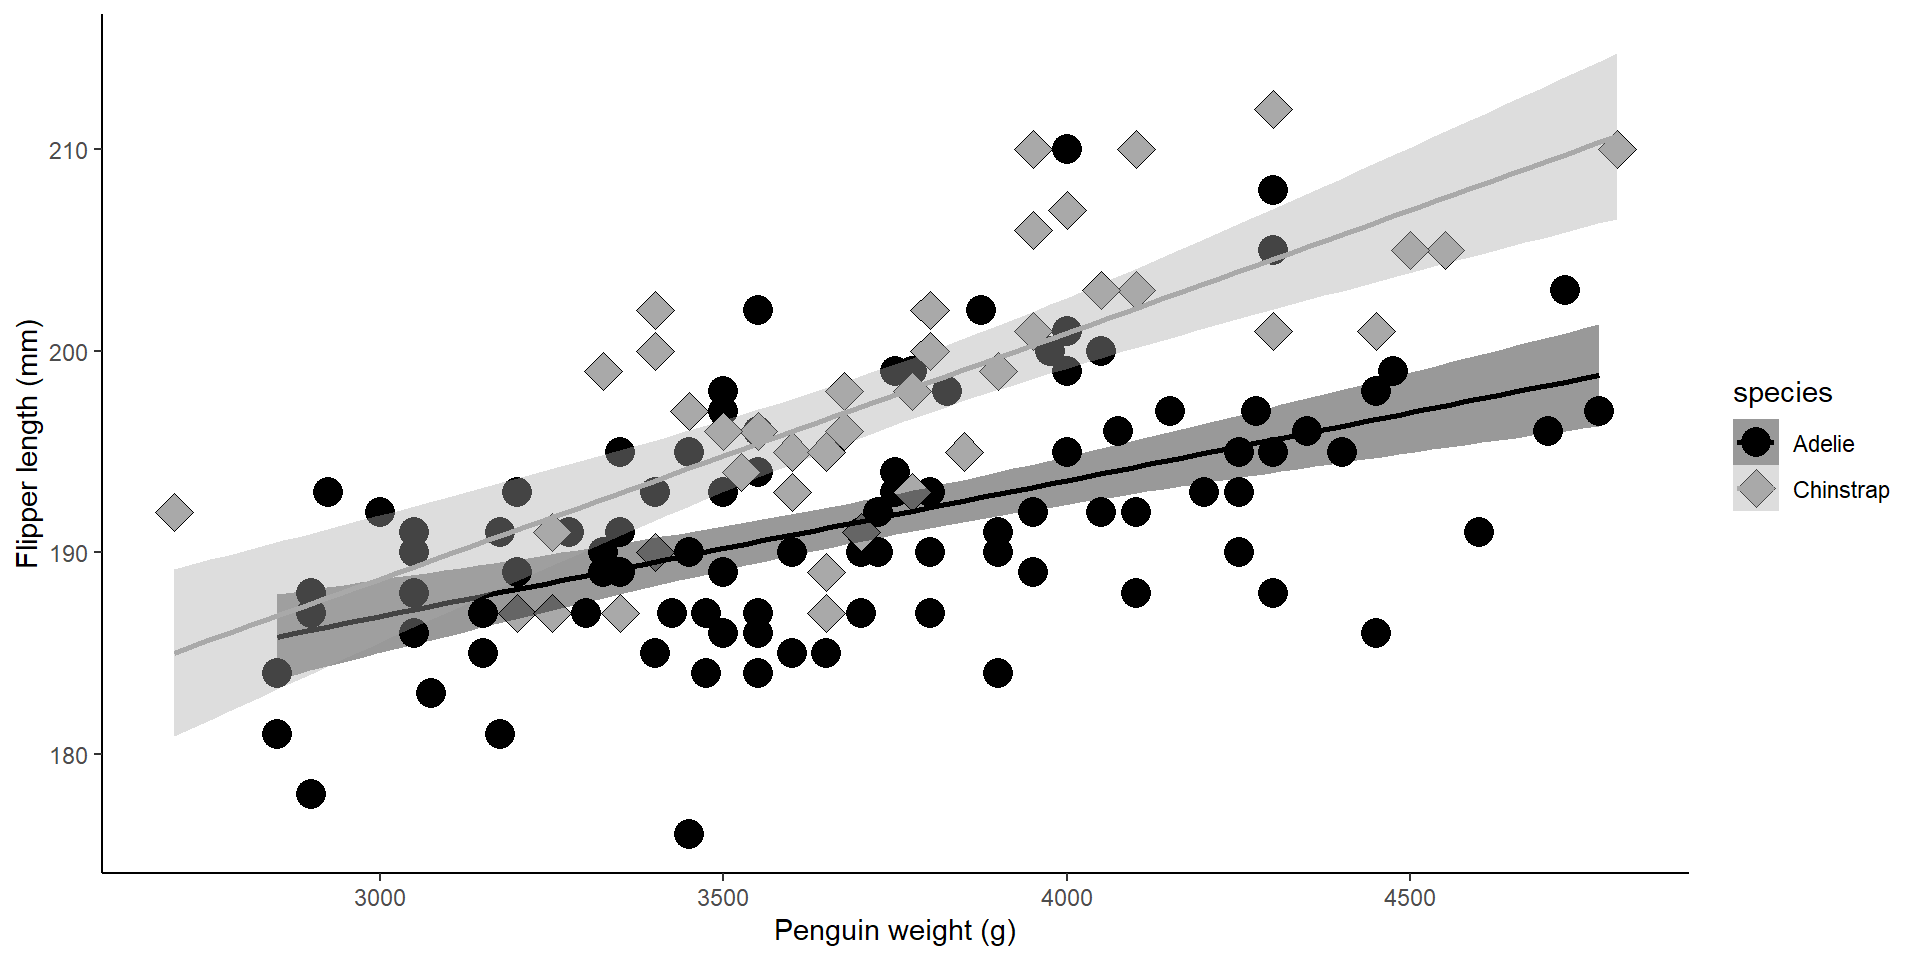 210
200
190
180
Flipper length (mm)
3000 3500 4000 4500
Penguin weight (g)
species
Adelie
Chinstrap